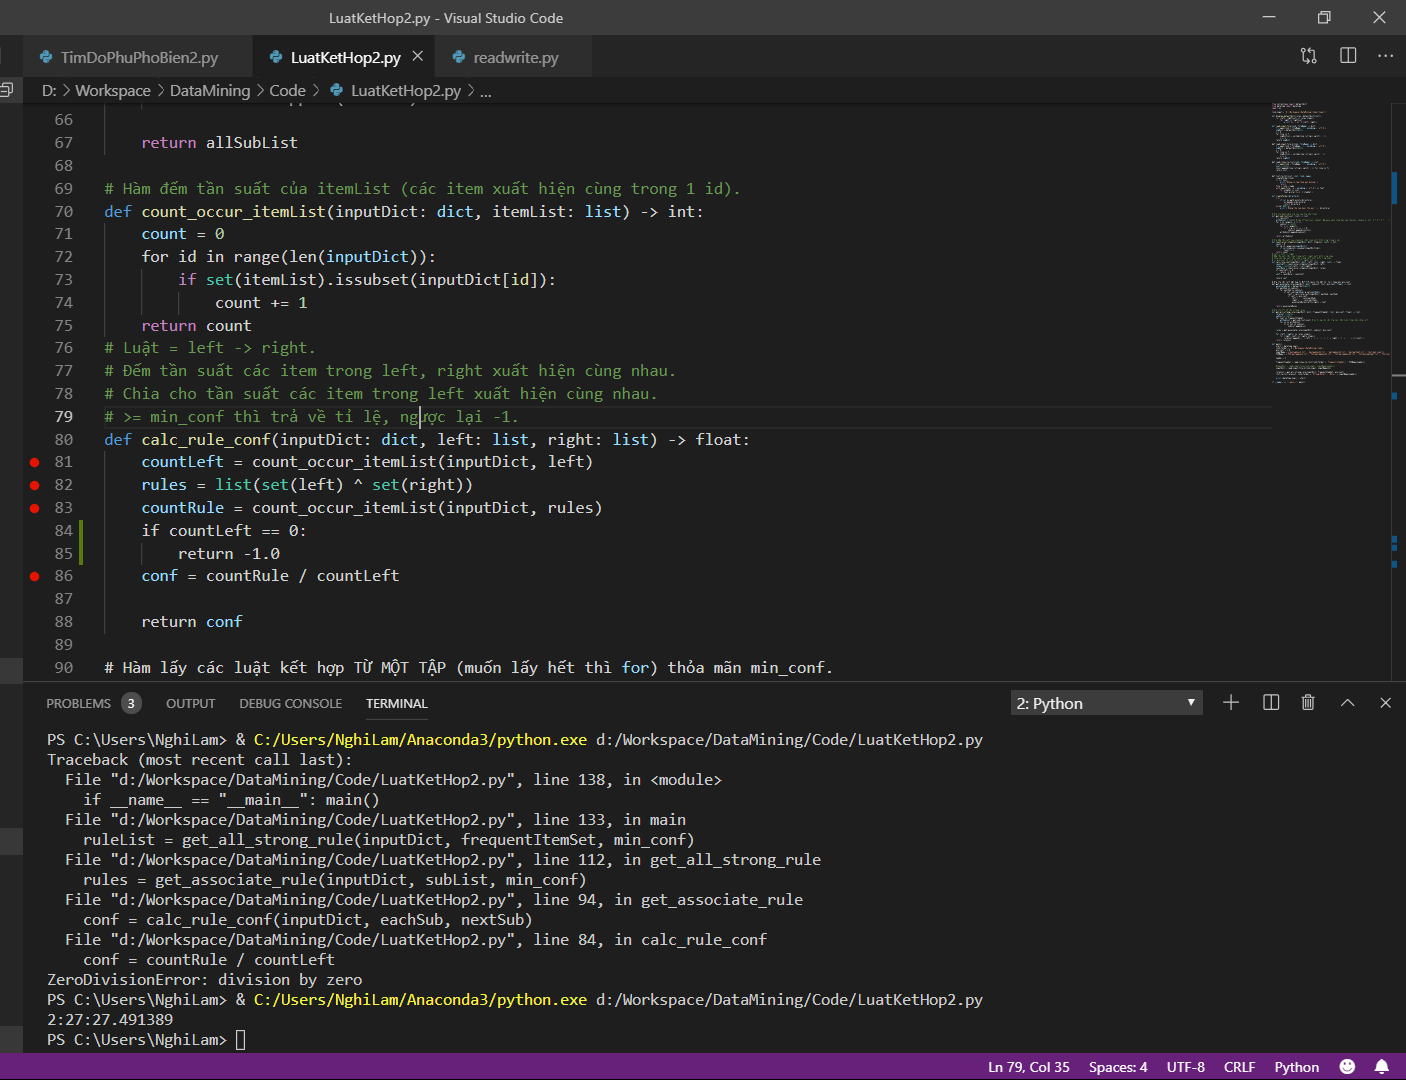 LuatKetHop2.py - Visual Studio Code
TimDoPhuPhoBien2.py LuatKetHop2.py readwrite.py
D: > Workspace > DataMining > Code > LuatKetHop2.py > ...
66
67 return allSubList
68
69 # Hàm đếm tần suất của itemList (các item xuất hiện cùng trong 1 id).
70 def count_occur_itemList(inputDict: dict, itemList: list) -> int:
71 count = 0
72 for id in range(len(inputDict)):
73 if set(itemList).issubset(inputDict[id]):
74 count += 1
75 return count
76 # Luật = left -> right.
77 # Đếm tần suất các item trong left, right xuất hiện cùng nhau.
78 # Chia cho tần suất các item trong left xuất hiện cùng nhau.
79 # >= min_conf thì trả về tỉ lệ, ngược lại -1.
80 def calc_rule_conf(inputDict: dict, left: list, right: list) -> float:
81 countLeft = count_occur_itemList(inputDict, left)
82 rules = list(set(left) ^ set(right))
83 countRule = count_occur_itemList(inputDict, rules)
84 if countLeft == 0:
85 return -1.0
86 conf = countRule / countLeft
87
88 return conf
89
90 # Hàm lấy các luật kết hợp TỪ MỘT TẬP (muốn lấy hết thì for) thỏa mãn min_conf.
PROBLEMS 3 OUTPUT DEBUG CONSOLE TERMINAL 2: Python
PS C:\Users\NghiLam> & C:/Users/NghiLam/Anaconda3/python.exe d:/Workspace/DataMining/Code/LuatKetHop2.py
Traceback (most recent call last):
File "d:/Workspace/DataMining/Code/LuatKetHop2.py", line 138, in <module>
if __name__ == "__main__": main()
File "d:/Workspace/DataMining/Code/LuatKetHop2.py", line 133, in main
ruleList = get_all_strong_rule(inputDict, frequentItemSet, min_conf)
File "d:/Workspace/DataMining/Code/LuatKetHop2.py", line 112, in get_all_strong_rule
rules = get_associate_rule(inputDict, subList, min_conf)
File "d:/Workspace/DataMining/Code/LuatKetHop2.py", line 94, in get_associate_rule
conf = calc_rule_conf(inputDict, eachSub, nextSub)
File "d:/Workspace/DataMining/Code/LuatKetHop2.py", line 84, in calc_rule_conf
conf = countRule / countLeft
ZeroDivisionError: division by zero
PS C:\Users\NghiLam> & C:/Users/NghiLam/Anaconda3/python.exe d:/Workspace/DataMining/Code/LuatKetHop2.py
2:27:27.491389
PS C:\Users\NghiLam>
Ln 79, Col 35 Spaces: 4 UTF-8 CRLF Python